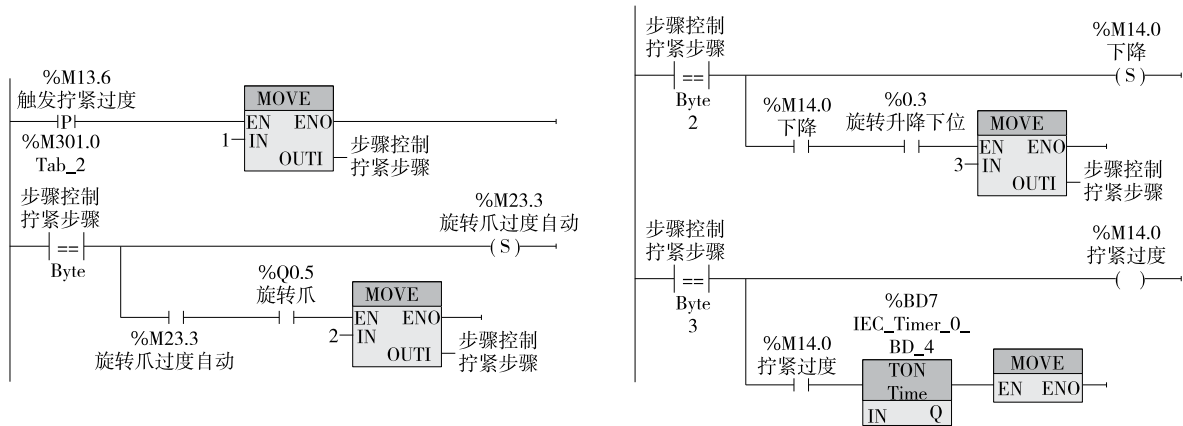 %M13.6
触发拧紧过度
P
%M301.0
Tab_2
MOVE
EN ENO
1 IN
OUTI
步骤控制
拧紧步骤
步骤控制
拧紧步骤
==
Byte
%M23.3
旋转爪过度自动
(S)
%M23.3
旋转爪过度自动
%Q0.5
旋转爪
MOVE
EN ENO
2 IN
OUTI
步骤控制
拧紧步骤
步骤控制
拧紧步骤
==
Byte
2
%M14.0
下降
(S)
%M14.0
下降
%0.3
旋转升降下位
MOVE
EN ENO
3 IN
OUTI
步骤控制
拧紧步骤
步骤控制
拧紧步骤
==
Byte
3
%M14.0
拧紧过度
( )
%M14.0
拧紧过度
%BD7
IEC_Timer_0_
BD_4
TON
Time
IN Q
MOVE
EN ENO